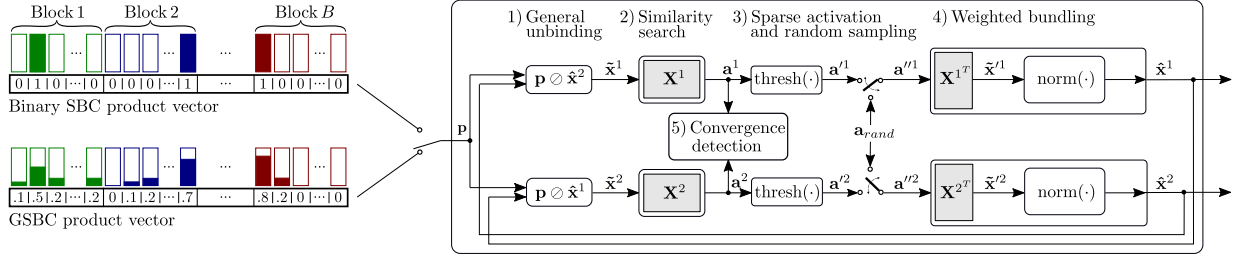 Block 1 Block 2 Block B
0 | 1 | 0 |...| 0 | 0 | 0 | 0 |...| 1 ... 1 | 0 | 0 |...| 0
Binary SBC product vector
.1|.5|.2|...|.2 | 0 |.1|.2|...|.7 ... .8|.2| 0 |...| 0
GSBC product vector
p
1) General
unbinding
2) Similarity
search
3) Sparse activation
and random sampling
4) Weighted bundling
p ⊘ x̂² x̃¹ X¹ a¹ thresh(·) a′¹ a″¹ X¹ᵀ x̃′¹ norm(·) x̂¹
5) Convergence
detection
a_rand
p ⊘ x̂¹ x̃² X² a² thresh(·) a′² a″² X²ᵀ x̃′² norm(·) x̂²